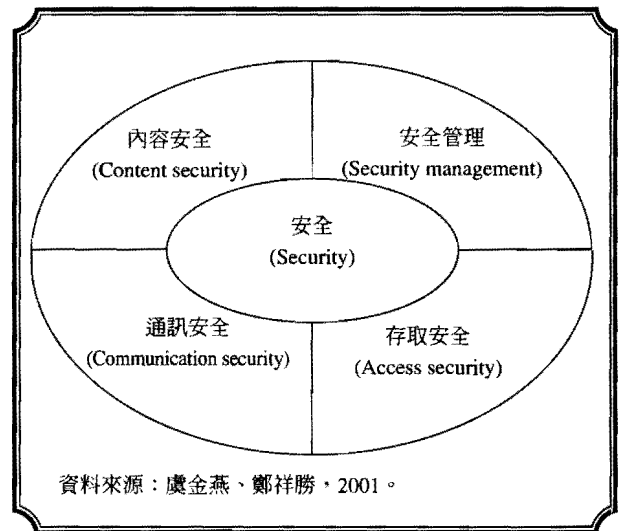 內容安全
(Content security)
安全管理
(Security management)
安全
(Security)
通訊安全
(Communication security)
存取安全
(Access security)
資料來源：虞金燕、鄭祥勝，2001。